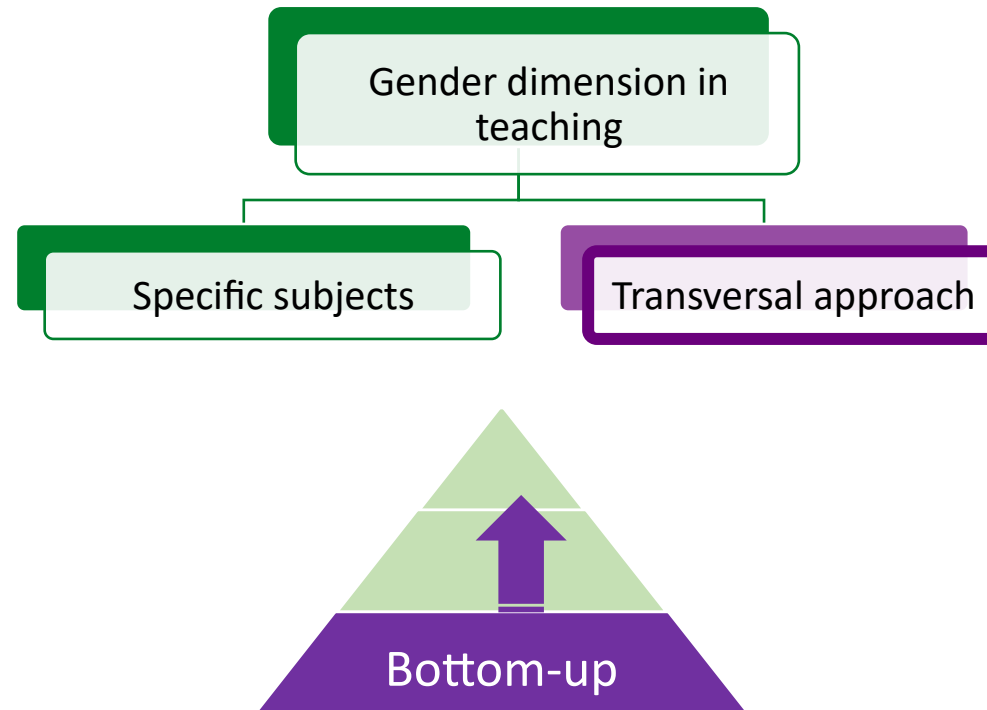 Gender dimension in
teaching
Specific subjects
Transversal approach
Bottom-up